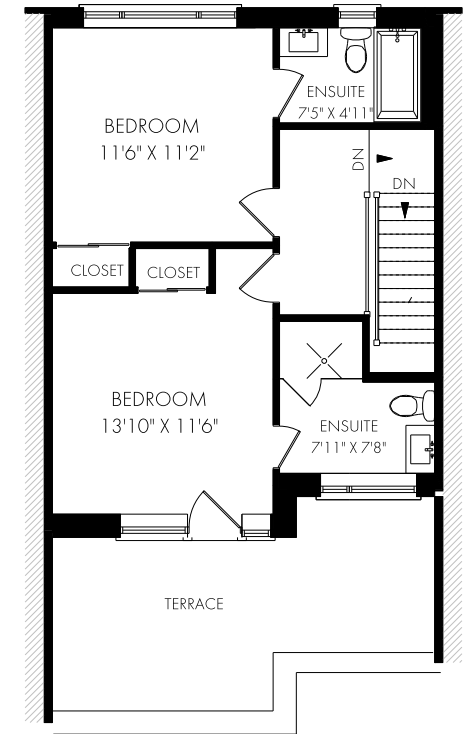 ENSUITE
7'5" X 4'11"
BEDROOM
11'6" X 11'2"
DN
DN
CLOSET
CLOSET
BEDROOM
13'10" X 11'6"
ENSUITE
7'11" X 7'8"
TERRACE